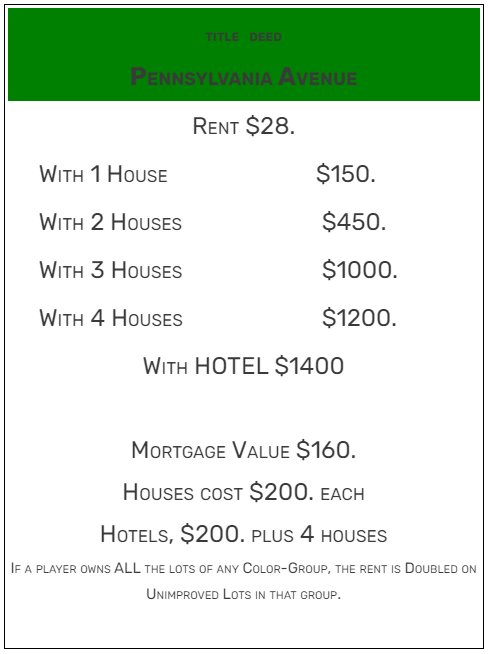 TITLE DEED
PENNSYLVANIA AVENUE
RENT $28.
WITH 1 HOUSE $150.
WITH 2 HOUSES $450.
WITH 3 HOUSES $1000.
WITH 4 HOUSES $1200.
WITH HOTEL $1400
MORTGAGE VALUE $160.
HOUSES COST $200. EACH
HOTELS, $200. PLUS 4 HOUSES
IF A PLAYER OWNS ALL THE LOTS OF ANY COLOR-GROUP, THE RENT IS DOUBLED ON
UNIMPROVED LOTS IN THAT GROUP.